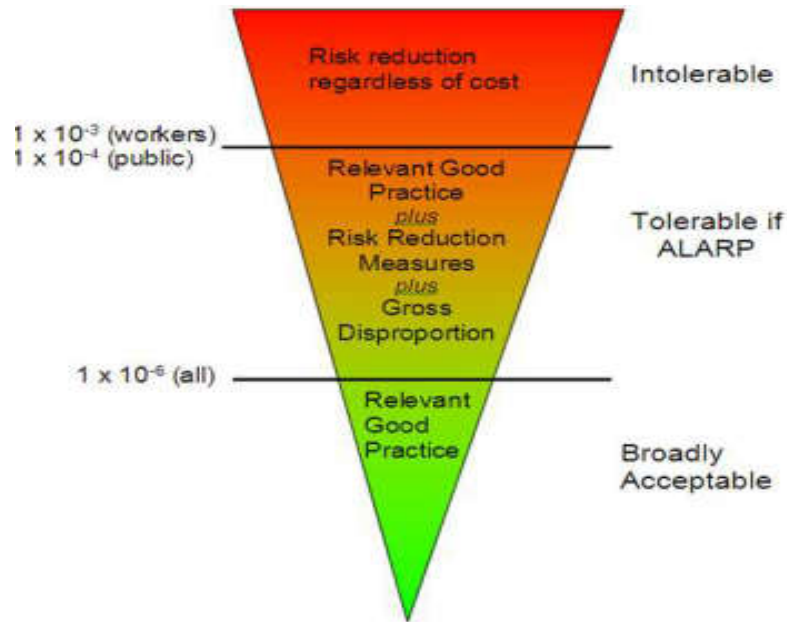 Risk reduction
regardless of cost
Intolerable
1 x 10⁻³ (workers)
1 x 10⁻⁴ (public)
Relevant Good
Practice
plus
Risk Reduction
Measures
plus
Gross
Disproportion
Tolerable if
ALARP
1 x 10⁻⁶ (all)
Relevant
Good
Practice
Broadly
Acceptable